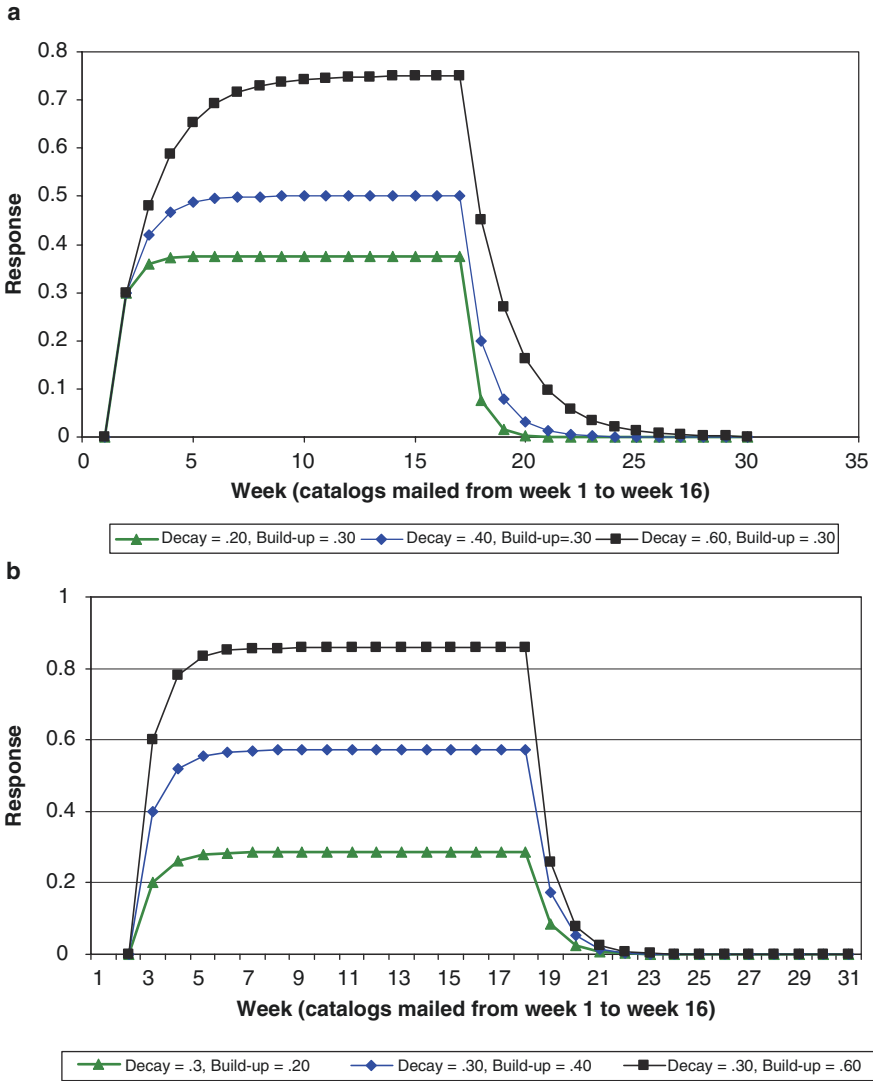 a
0.8
0.7
0.6
0.5
0.4
0.3
0.2
0.1
0
Response
0 5 10 15 20 25 30 35
Week (catalogs mailed from week 1 to week 16)
Decay = .20, Build-up = .30 Decay = .40, Build-up=.30 Decay = .60, Build-up = .30
b
1
0.8
0.6
0.4
0.2
0
Response
1 3 5 7 9 11 13 15 17 19 21 23 25 27 29 31
Week (catalogs mailed from week 1 to week 16)
Decay = .3, Build-up = .20 Decay = .30, Build-up = .40 Decay = .30, Build-up = .60